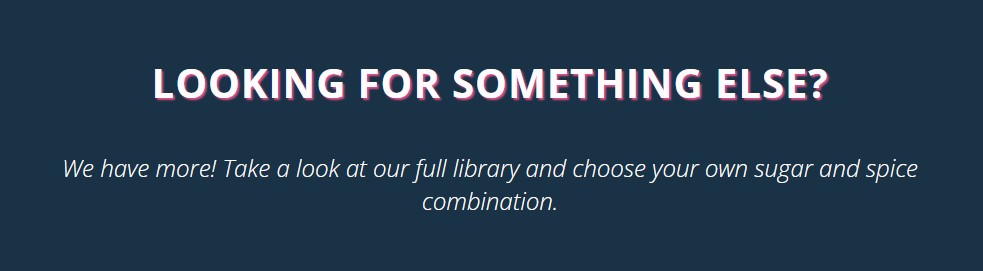 LOOKING FOR SOMETHING ELSE?
We have more! Take a look at our full library and choose your own sugar and spice
combination.